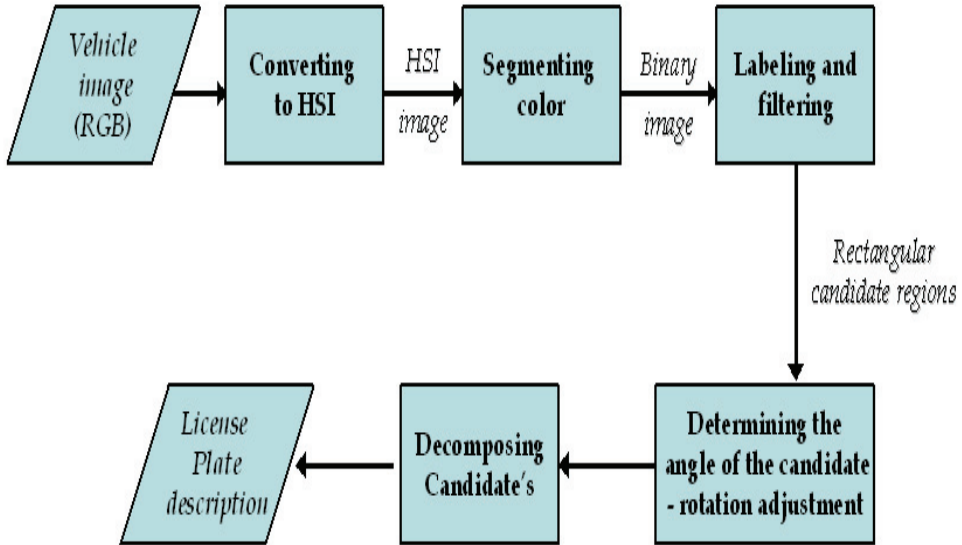 Vehicle
image
(RGB)
Converting
to HSI
HSI
image
Segmenting
color
Binary
image
Labeling and
filtering
Rectangular
candidate regions
Determining the
angle of the candidate
- rotation adjustment
Decomposing
Candidate's
License
Plate
description